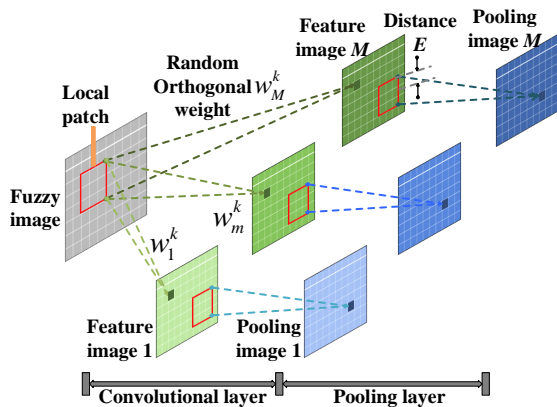 Feature
image M
Distance
E
Pooling
image M
Random
Orthogonal
weight
w_M^k
Local
patch
Fuzzy
image
w_m^k
w_1^k
Feature
image 1
Pooling
image 1
Convolutional layer
Pooling layer